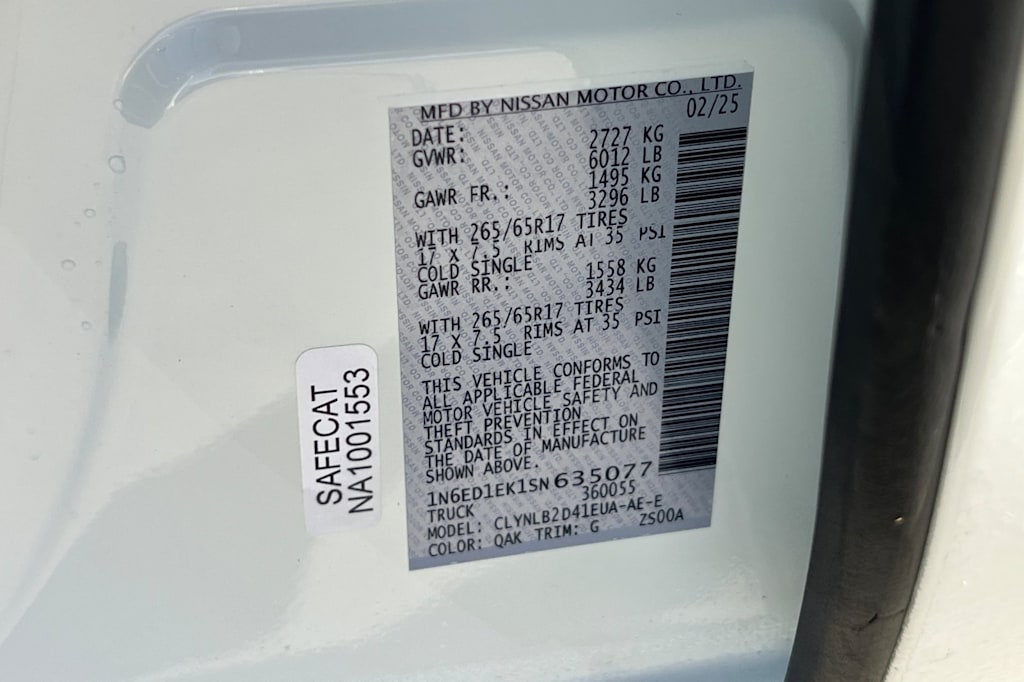 MFD BY NISSAN MOTOR CO., LTD.
DATE: 02/25
GVWR: 2727 KG
6012 LB
GAWR FR.: 1495 KG
3296 LB
WITH 265/65R17 TIRES
17 X 7.5 RIMS AT 35 PSI
COLD SINGLE
GAWR RR.: 1558 KG
3434 LB
WITH 265/65R17 TIRES
17 X 7.5 RIMS AT 35 PSI
COLD SINGLE
THIS VEHICLE CONFORMS TO
ALL APPLICABLE FEDERAL
MOTOR VEHICLE SAFETY AND
THEFT PREVENTION
STANDARDS IN EFFECT ON
THE DATE OF MANUFACTURE
SHOWN ABOVE.
1N6ED1EK1SN635077
TRUCK 360055
MODEL: CLYNLB2D41EUA-AE-E
COLOR: QAK TRIM: G ZS00A
SAFECAT
NA1001553